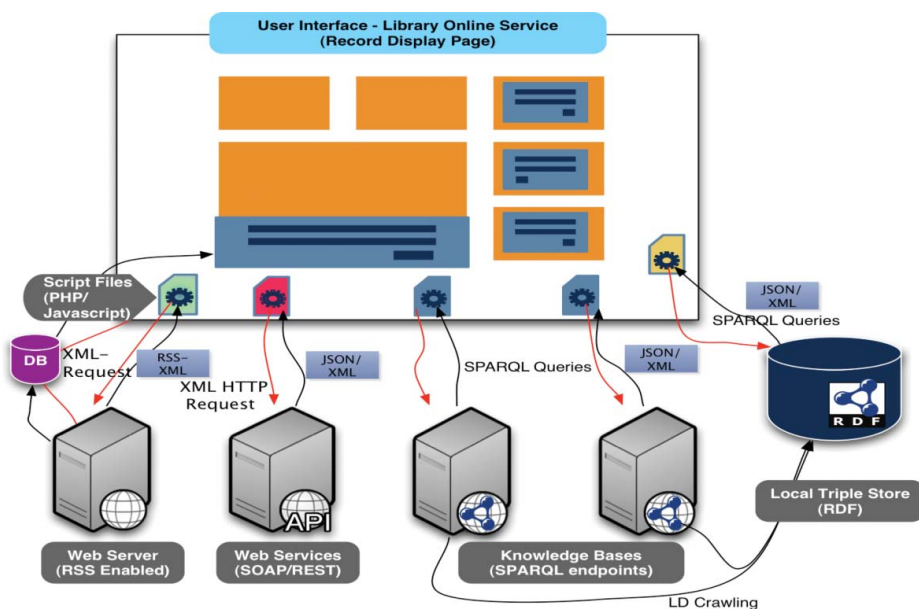 User Interface - Library Online Service
(Record Display Page)
Script Files
(PHP/
Javascript)
JSON/
XML
SPARQL Queries
DB
XML-
Request
RSS-
XML
XML HTTP
Request
JSON/
XML
SPARQL Queries
JSON/
XML
RDF
API
Local Triple Store
(RDF)
Web Server
(RSS Enabled)
Web Services
(SOAP/REST)
Knowledge Bases
(SPARQL endpoints)
LD Crawling